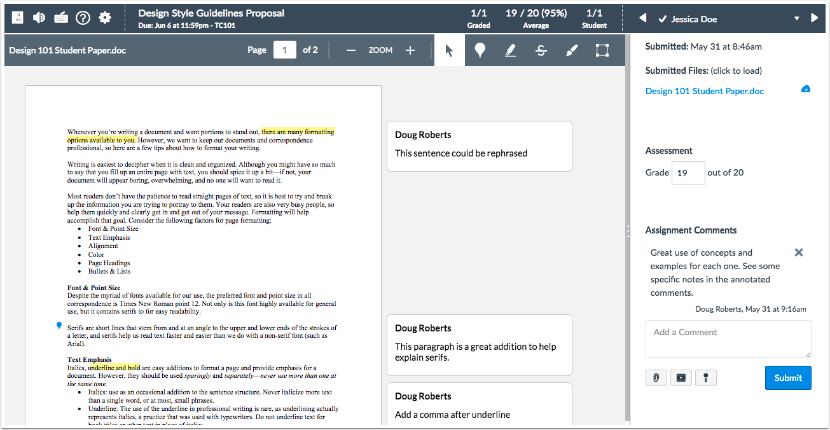 Design Style Guidelines Proposal
Due: Jun 6 at 11:59pm - TC101
1/1
Graded
19 / 20 (95%)
Average
1/1
Student
Jessica Doe
Design 101 Student Paper.doc
Page 1 of 2
ZOOM
Whenever you're writing a document and want portions to stand out, there are many formatting
options available to you. However, we want to keep our documents and correspondence
professional, so here are a few tips about how to format your writing.
Writing is easiest to decipher when it is clean and organized. Although you might have so much
to say that you fill up an entire page with text, you should spice it up a bit—if not, your
document will appear boring, overwhelming, and no one will want to read it.
Most readers don't have the patience to read straight pages of text, so it is best to try and break
up the information you are trying to portray to them. Your readers are also very busy people, so
help them quickly and clearly get in and get out of your message. Formatting will help
accomplish that goal. Consider the following factors for page formatting:
• Font & Point Size
• Text Emphasis
• Alignment
• Color
• Page Headings
• Bullets & Lists
Font & Point Size
Despite the myriad of fonts available for our use, the preferred font and point size in all
correspondence is Times New Roman point 12. Not only is this font highly available for general
use, but it contains serifs to for easy readability.
Serifs are short lines that stem from and at an angle to the upper and lower ends of the strokes of
a letter, and serifs help us read text faster and easier than we do with a non-serif font (such as
Arial).
Text Emphasis
Italics, underline and bold are easy additions to format a page and provide emphasis for a
document. However, they should be used sparingly and separately—never use more than one at
the same time.
• Italics: use as an occasional addition to the sentence structure. Never italicize more text
than a single word, or at most, small phrases.
• Underline: The use of the underline in professional writing is rare, as underlining actually
represents italics, a practice that was used with typewriters. Do not underline text for
book titles or other text in place of italics.
Doug Roberts
This sentence could be rephrased
Doug Roberts
This paragraph is a great addition to help
explain serifs.
Doug Roberts
Add a comma after underline
Submitted: May 31 at 8:46am
Submitted Files: (click to load)
Design 101 Student Paper.doc
Assessment
Grade 19 out of 20
Assignment Comments
Great use of concepts and
examples for each one. See some
specific notes in the annotated
comments.
Doug Roberts, May 31 at 9:16am
Add a Comment
Submit